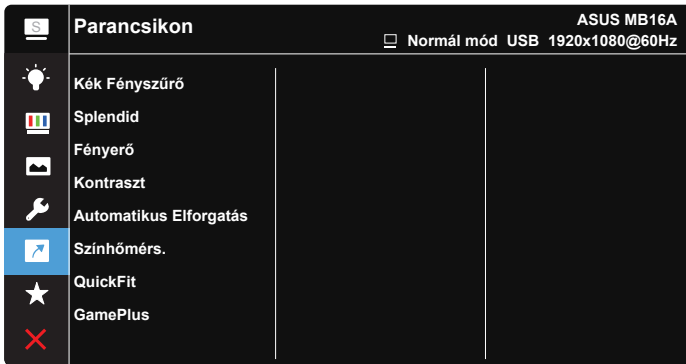 S
Parancsikon
ASUS MB16A
Normál mód USB 1920x1080@60Hz
Kék Fényszűrő
Splendid
Fényerő
Kontraszt
Automatikus Elforgatás
Színhőmérs.
QuickFit
GamePlus